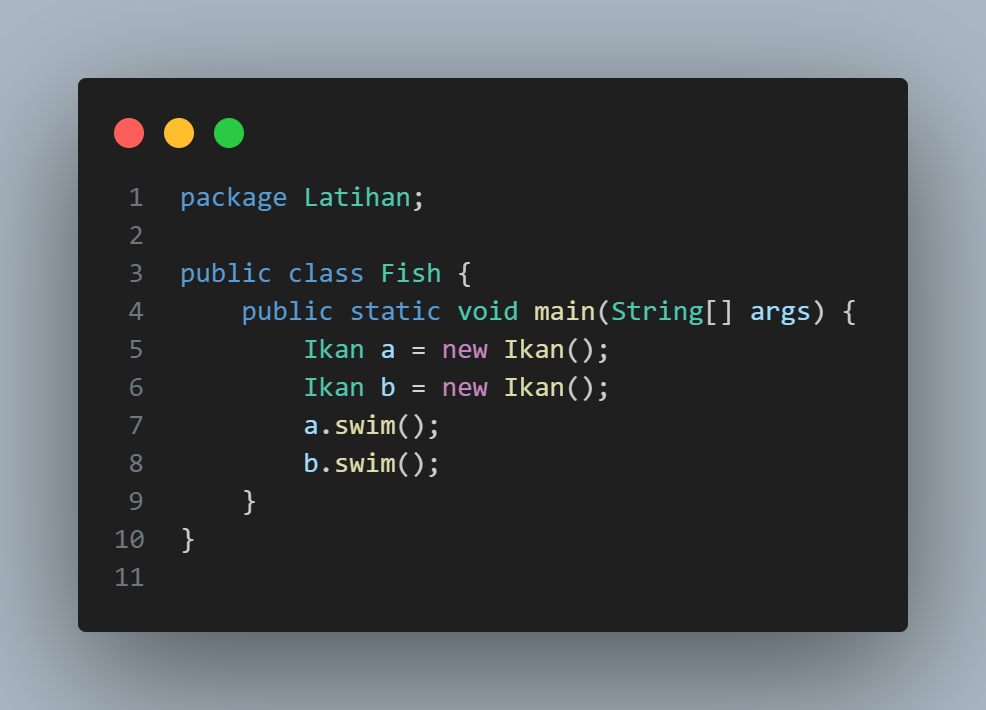 1 package Latihan;
2
3 public class Fish {
4     public static void main(String[] args) {
5         Ikan a = new Ikan();
6         Ikan b = new Ikan();
7         a.swim();
8         b.swim();
9     }
10 }
11